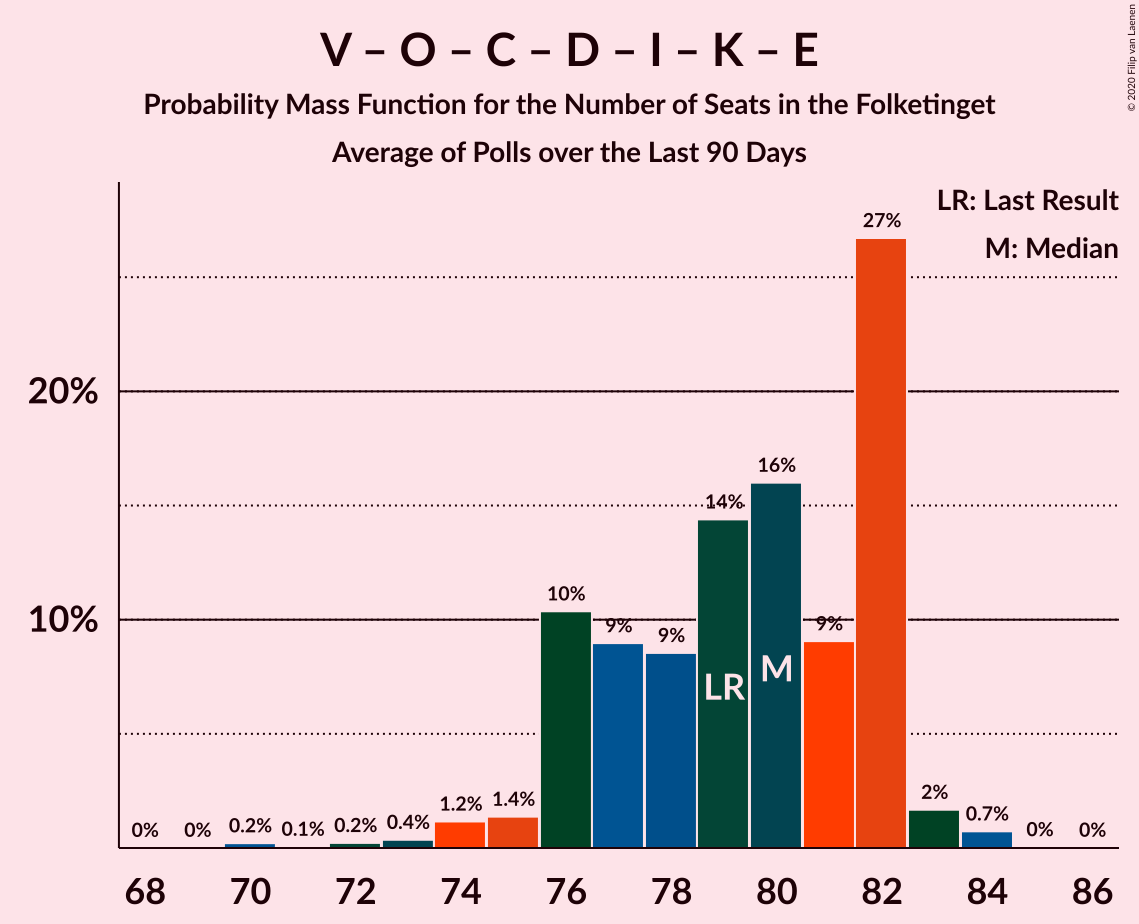 V – O – C – D – I – K – E
Probability Mass Function for the Number of Seats in the Folketinget
Average of Polls over the Last 90 Days
© 2020 Filip van Laenen
LR: Last Result
M: Median
20%
10%
0%
0%
0.2%
0.1%
0.2%
0.4%
1.2%
1.4%
10%
9%
9%
14%
16%
9%
27%
2%
0.7%
0%
0%
LR
M
68 70 72 74 76 78 80 82 84 86